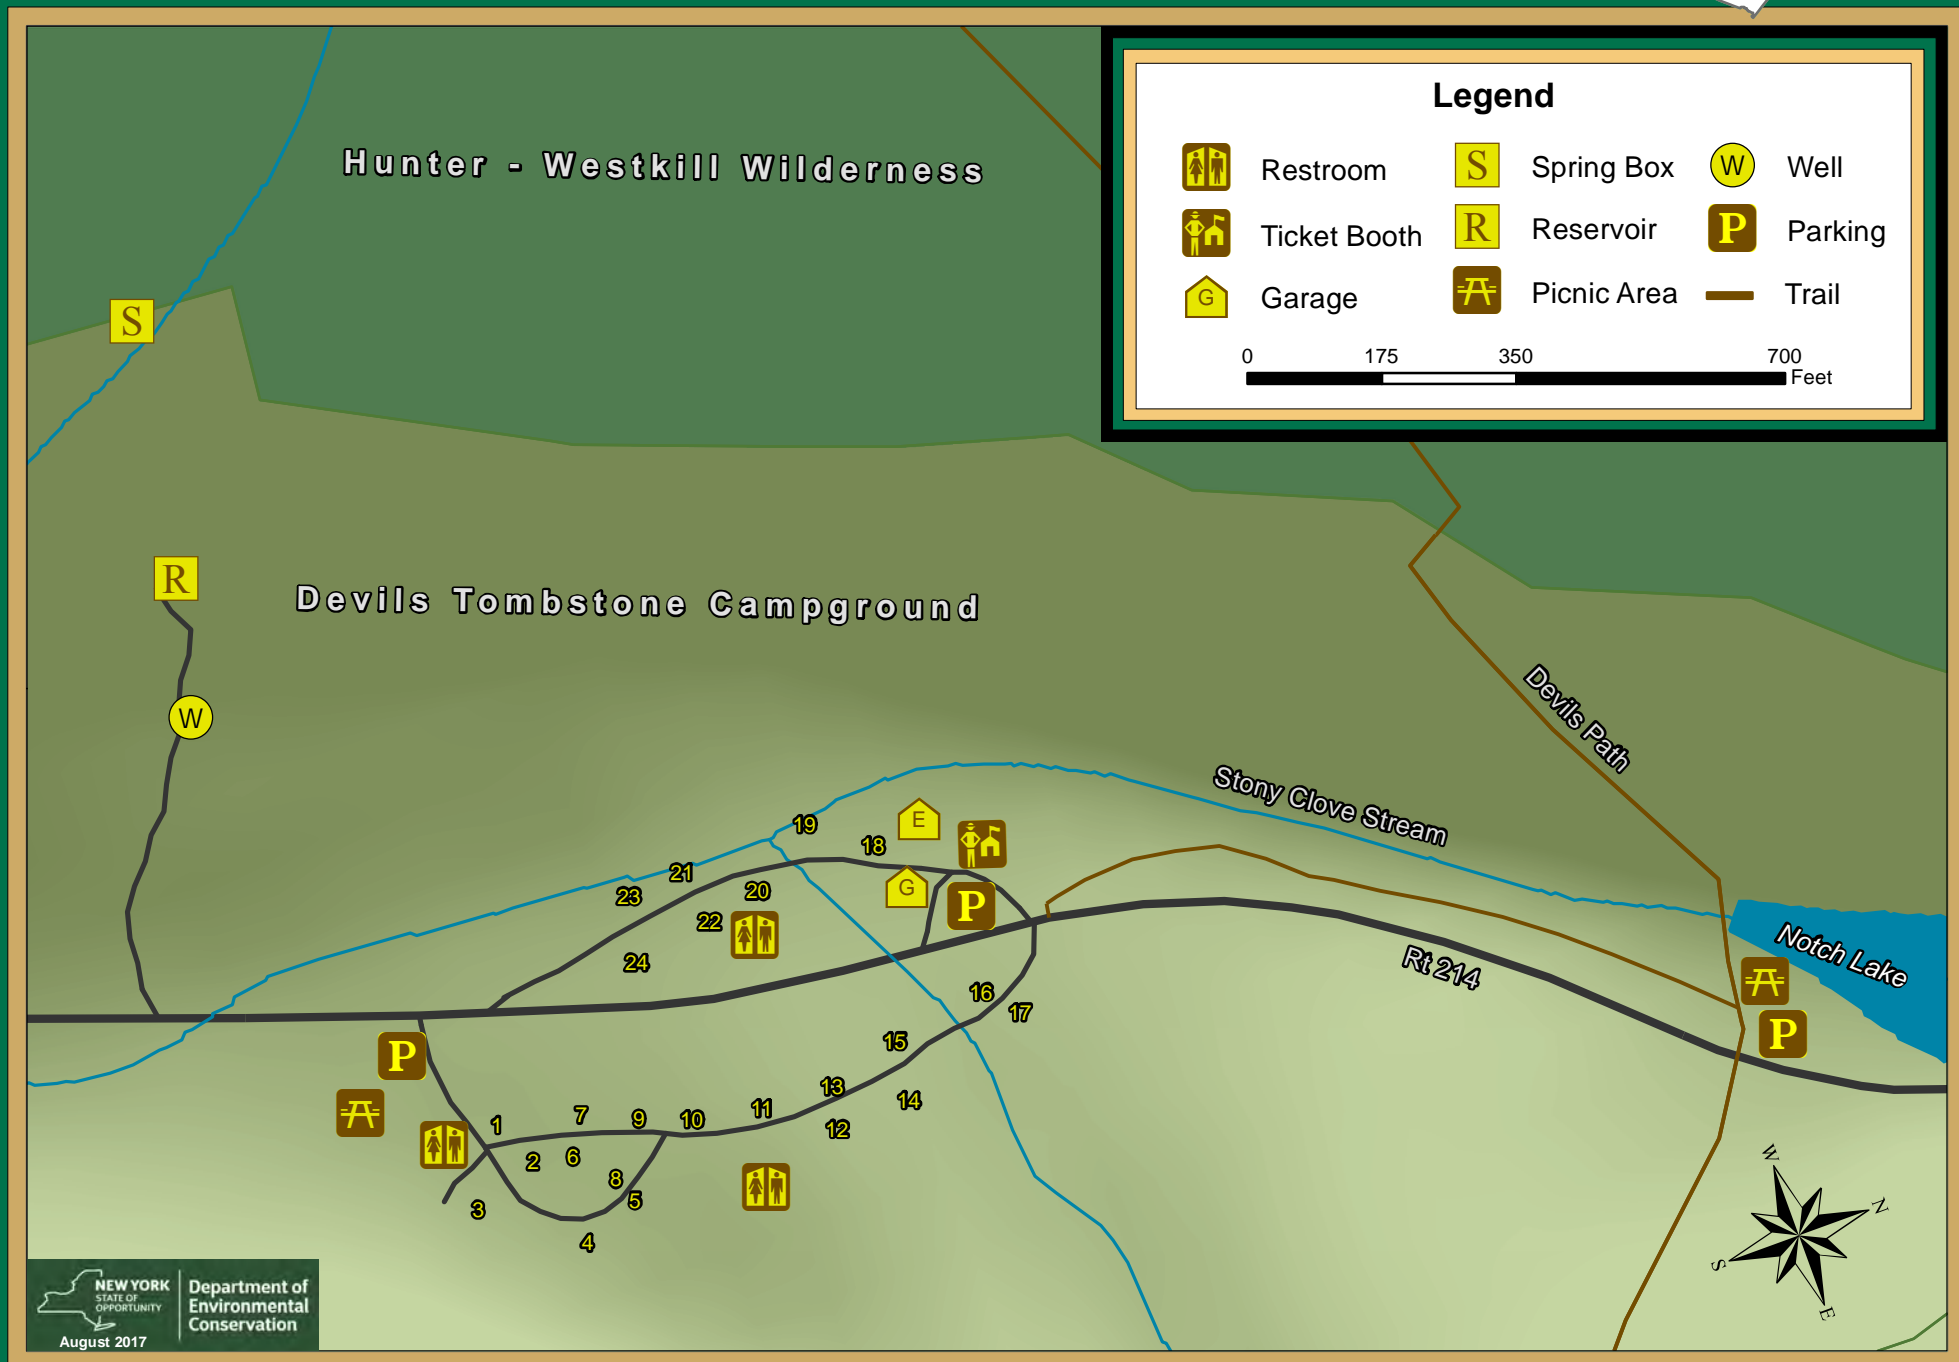 Legend
Restroom
S
Spring Box
W
Well
Ticket Booth
R
Reservoir
P
Parking
G
Garage
Picnic Area
Trail
0 175 350 700
Feet
Hunter - Westkill Wilderness
S
R
Devils Tombstone Campground
W
Devils Path
Stony Clove Stream
19
E
18
21
G
20
23
P
22
24
Notch Lake
Rt 214
16
17
P
15
P
13
14
7
11
9
10
1
12
2
6
8
5
3
4
W
N
S
E
NEW YORK
STATE OF
OPPORTUNITY
Department of
Environmental
Conservation
August 2017